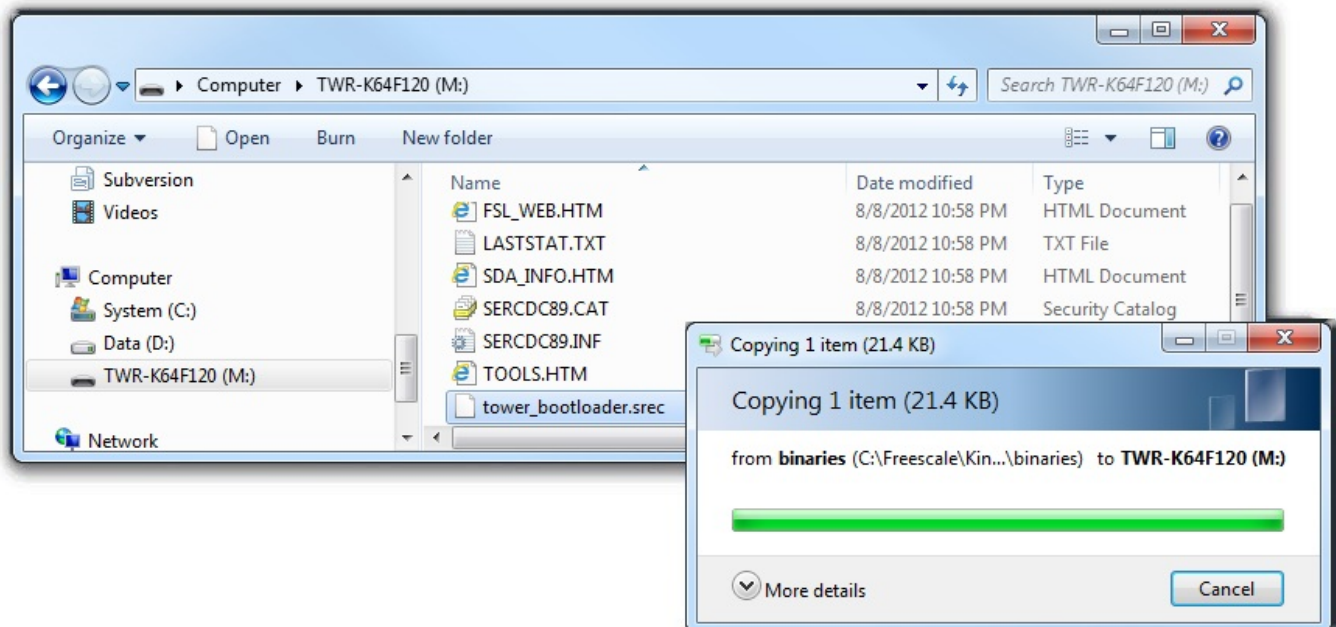 Computer ▸ TWR-K64F120 (M:)
Search TWR-K64F120 (M:)
Organize Open Burn New folder
Subversion
Videos
Computer
System (C:)
Data (D:)
TWR-K64F120 (M:)
Network
Name Date modified Type
FSL_WEB.HTM 8/8/2012 10:58 PM HTML Document
LASTSTAT.TXT 8/8/2012 10:58 PM TXT File
SDA_INFO.HTM 8/8/2012 10:58 PM HTML Document
SERCDC89.CAT 8/8/2012 10:58 PM Security Catalog
SERCDC89.INF
TOOLS.HTM
tower_bootloader.srec
Copying 1 item (21.4 KB)
Copying 1 item (21.4 KB)
from binaries (C:\Freescale\Kin...\binaries) to TWR-K64F120 (M:)
More details
Cancel